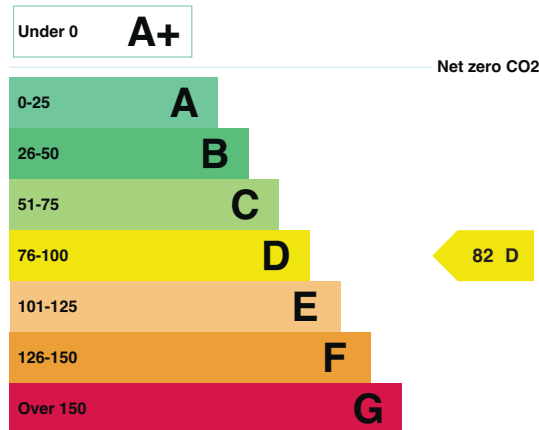 Under 0 A+
Net zero CO2
0-25 A
26-50 B
51-75 C
76-100 D
82 D
101-125 E
126-150 F
Over 150 G